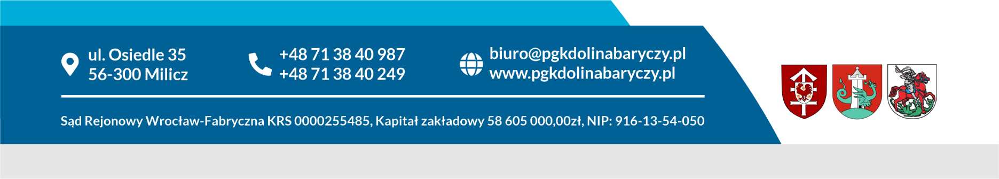 ul. Osiedle 35
56-300 Milicz
+48 71 38 40 987
+48 71 38 40 249
biuro@pgkdolinabaryczy.pl
www.pgkdolinabaryczy.pl
Sąd Rejonowy Wrocław-Fabryczna KRS 0000255485, Kapitał zakładowy 58 605 000,00zł, NIP: 916-13-54-050